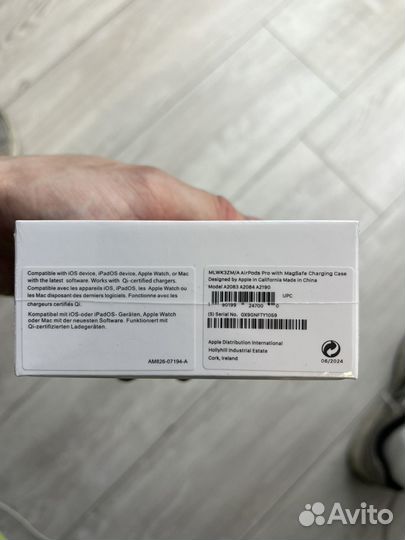 Compatible with iOS device, iPadOS device, Apple Watch, or Mac
with the latest software. Works with Qi-certified chargers.
Compatible avec les appareils iOS, iPadOS, les Apple Watch ou
les Mac disposant des derniers logiciels. Fonctionne avec les
chargeurs certifiés Qi.
Kompatibel mit iOS-oder iPadOS- Geräten, Apple Watch
oder Mac mit der neuesten Software. Funktioniert mit
Qi-zertifizierten Ladegeräten.
AM826-07194-A
MLWK3ZM/A AirPods Pro with MagSafe Charging Case
Designed by Apple in California Made in China
Model A2083 A2084 A2190
UPC
24700
(S) Serial No. GX9GNFTY1059
Apple Distribution International
Hollyhill Industrial Estate
Cork, Ireland
08/2024
Avito